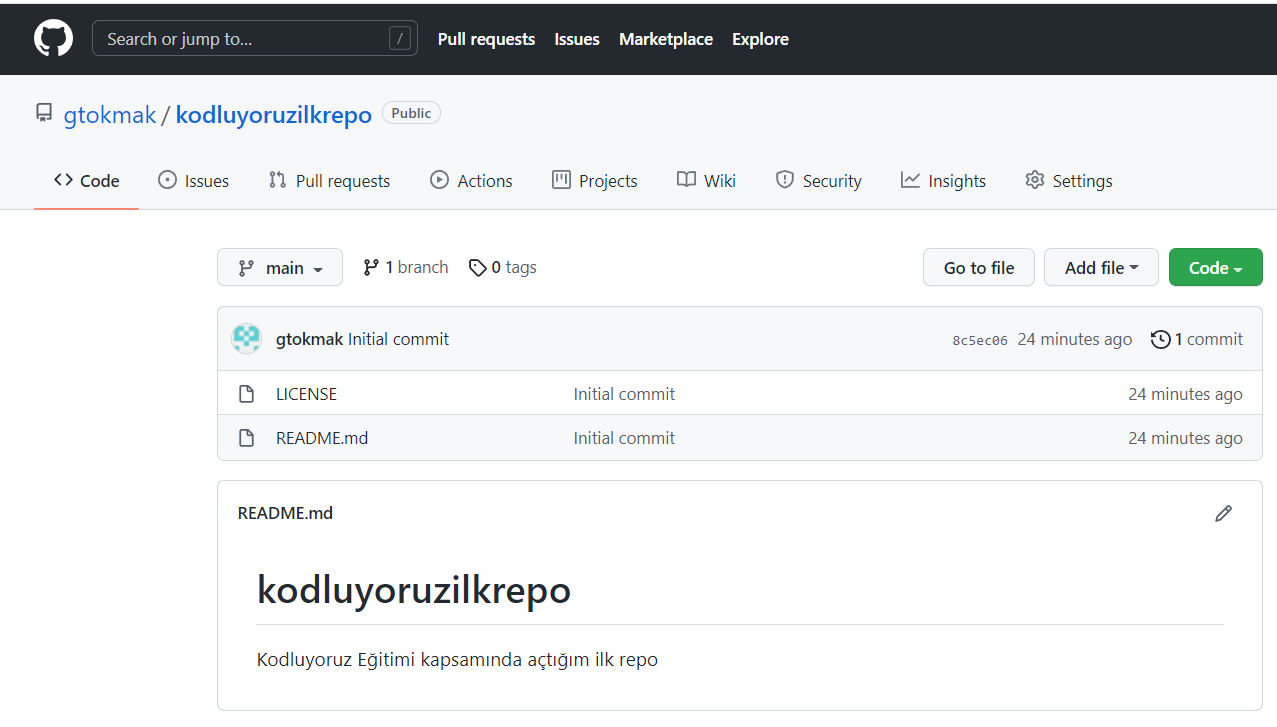 Search or jump to... / Pull requests Issues Marketplace Explore
gtokmak / kodluyoruzilkrepo Public
Code Issues Pull requests Actions Projects Wiki Security Insights Settings
main 1 branch 0 tags Go to file Add file Code
gtokmak Initial commit 8c5ec06 24 minutes ago 1 commit
LICENSE Initial commit 24 minutes ago
README.md Initial commit 24 minutes ago
README.md
kodluyoruzilkrepo
Kodluyoruz Eğitimi kapsamında açtığım ilk repo